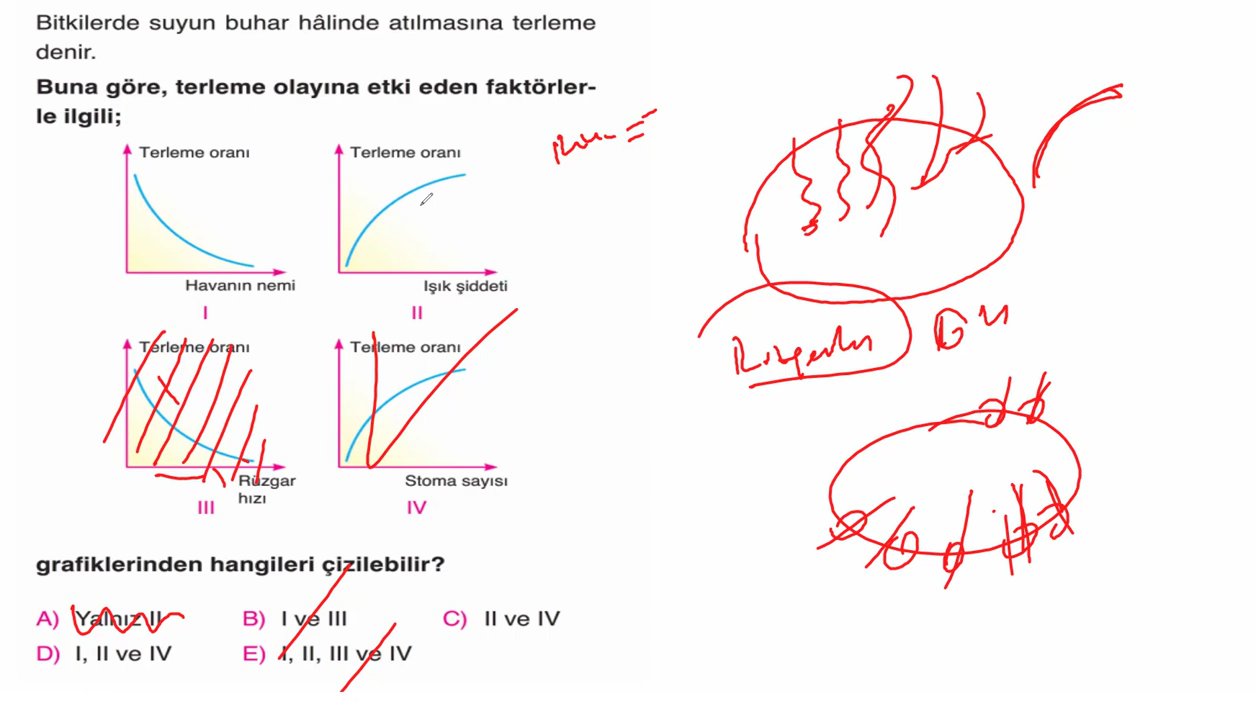 Bitkilerde suyun buhar hâlinde atılmasına terleme
denir.
Buna göre, terleme olayına etki eden faktörler-
le ilgili;
Terleme oranı
Terleme oranı
Havanın nemi
Işık şiddeti
I
II
Terleme oranı
Terleme oranı
Rüzgar
hızı
Stoma sayısı
III
IV
grafiklerinden hangileri çizilebilir?
A) Yalnız II B) I ve III C) II ve IV
D) I, II ve IV E) I, II, III ve IV